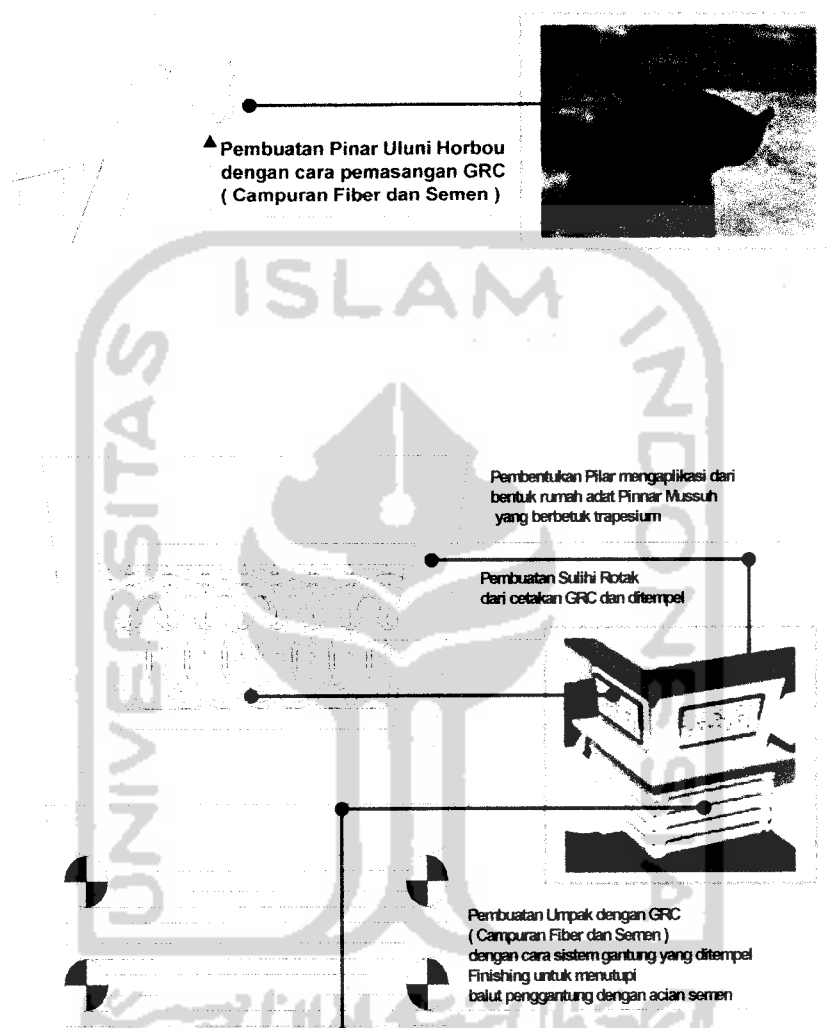 Pembuatan Pinar Uluni Horbou
dengan cara pemasangan GRC
( Campuran Fiber dan Semen )
ISLAM
UNIVERSITAS
INDONESIA
Pembentukan Pilar mengaplikasi dari
bentuk rumah adat Pinnar Mussuh
yang berbetuk trapesium
Pembuatan Sulihi Rotak
dari cetakan GRC dan ditempel
Pembuatan Umpak dengan GRC
( Campuran Fiber dan Semen )
dengan cara sistem gantung yang ditempel
Finishing untuk menutupi
balut penggantung dengan acian semen